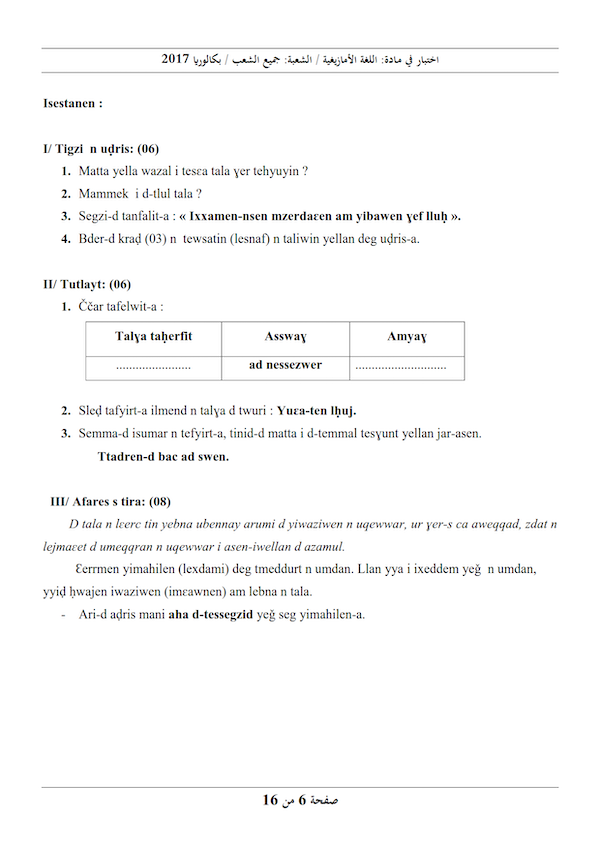 اختبار في مادة: اللغة الأمازيغية / الشعبة: جميع الشعب / بكالوريا 2017
Isestanen :
I/ Tigzi n uḍris: (06)
1. Matta yella wazal i tesɛa tala ɣer tehyuyin ?
2. Mammek i d-tlul tala ?
3. Segzi-d tanfalit-a : « Ixxamen-nsen mzerdaɛen am yibawen ɣef lluḥ ».
4. Bder-d kraḍ (03) n tewsatin (lesnaf) n taliwin yellan deg uḍris-a.
II/ Tutlayt: (06)
1. Ččar tafelwit-a :
Talɣa taḥerfit Asswaɣ Amyaɣ
....................... ad nessezwer ............................
2. Sleḍ tafyirt-a ilmend n talɣa d twuri : Yuɛa-ten lḥuj.
3. Semma-d isumar n tefyirt-a, tinid-d matta i d-temmal tesɣunt yellan jar-asen.
Ttadren-d bac ad swen.
III/ Afares s tira: (08)
D tala n lɛerc tin yebna ubennay arumi d yiwaziwen n uqewwar, ur ɣer-s ca aweqqad, zdat n
lejmaɛet d umeqqran n uqewwar i asen-iwellan d azamul.
Ɛerrmen yimahilen (lexdami) deg tmeddurt n umdan. Llan yya i ixeddem yeğ n umdan,
yyiḍ ḥwajen iwaziwen (imɛawnen) am lebna n tala.
- Ari-d aḍris mani aha d-tessegzid yeğ seg yimahilen-a.
صفحة 6 من 16